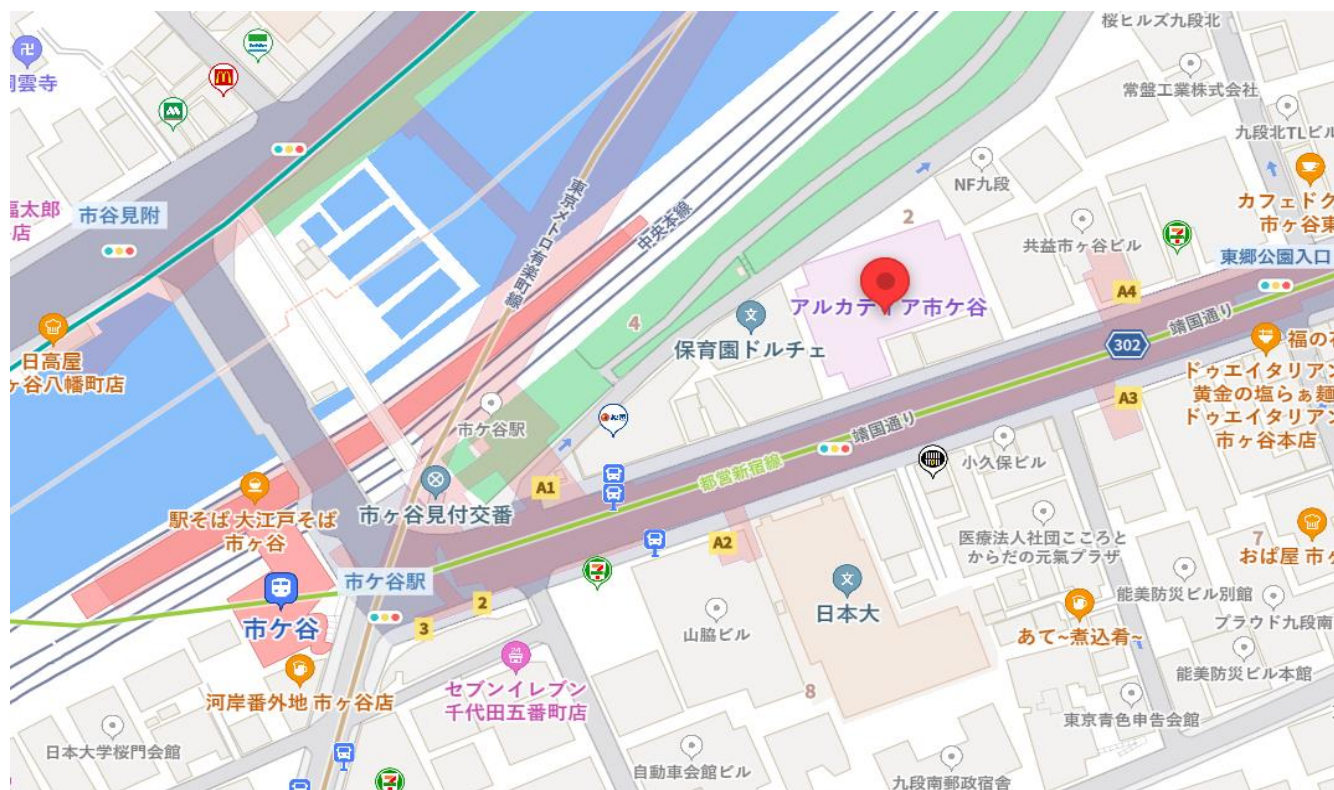 桜ヒルズ九段北
常盤工業株式会社
九段北TLビル
NF九段
カフェドク
市ヶ谷東
共益市ヶ谷ビル
東郷公園入口
雲寺
市谷見附
福太郎
店
東京メトロ有楽町線
中央本線
2
4
アルカディア市ケ谷
保育園ドルチェ
A4
302
靖国通り
靖国通り
A3
福の
ドゥエイタリアン
黄金の塩らぁ麺
ドゥエイタリアン
市ヶ谷本店
日高屋
ヶ谷八幡町店
市ケ谷駅
都営新宿線
小久保ビル
駅そば 大江戸そば
市ヶ谷
市ヶ谷見付交番
A1
A2
医療法人社団こころと
からだの元氣プラザ
7
おば屋 市ヶ
市ケ谷駅
市ケ谷
2
3
山脇ビル
日本大
能美防災ビル別館
プラウド九段南
あて~煮込肴~
能美防災ビル本館
河岸番外地 市ヶ谷店
セブンイレブン
千代田五番町店
8
東京青色申告会館
日本大学桜門会館
自動車会館ビル
九段南郵政宿舎